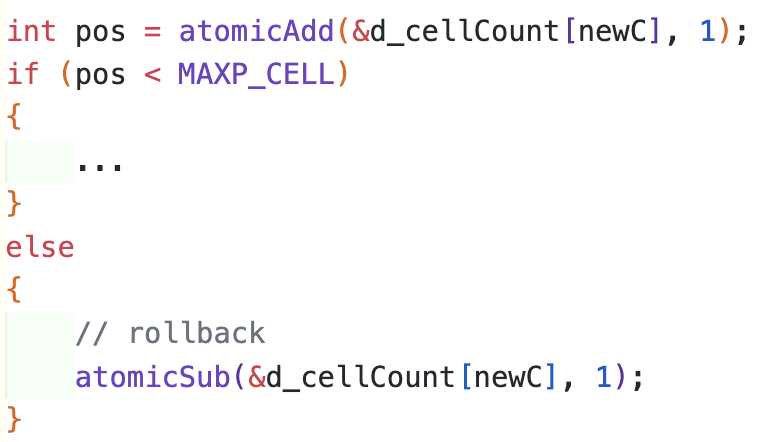 int pos = atomicAdd(&d_cellCount[newC], 1);
if (pos < MAXP_CELL)
{
    ...
}
else
{
    // rollback
    atomicSub(&d_cellCount[newC], 1);
}